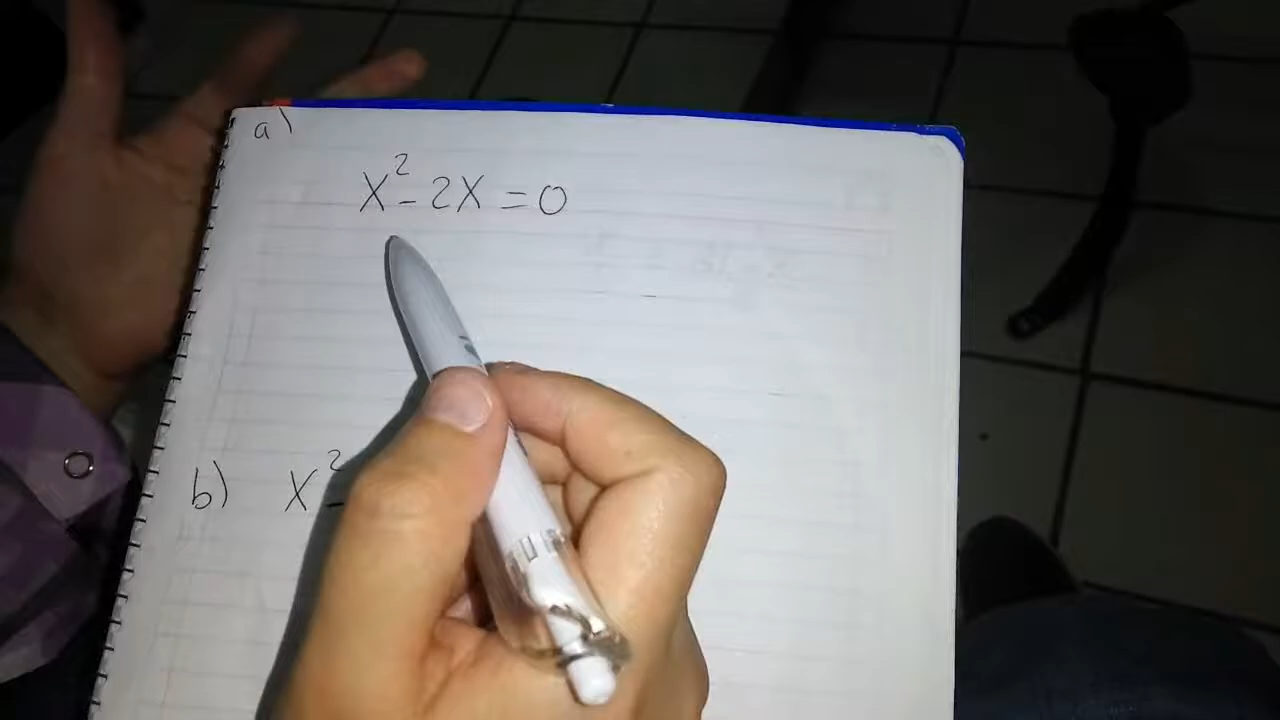 a)
X² - 2X = 0
b) X² -